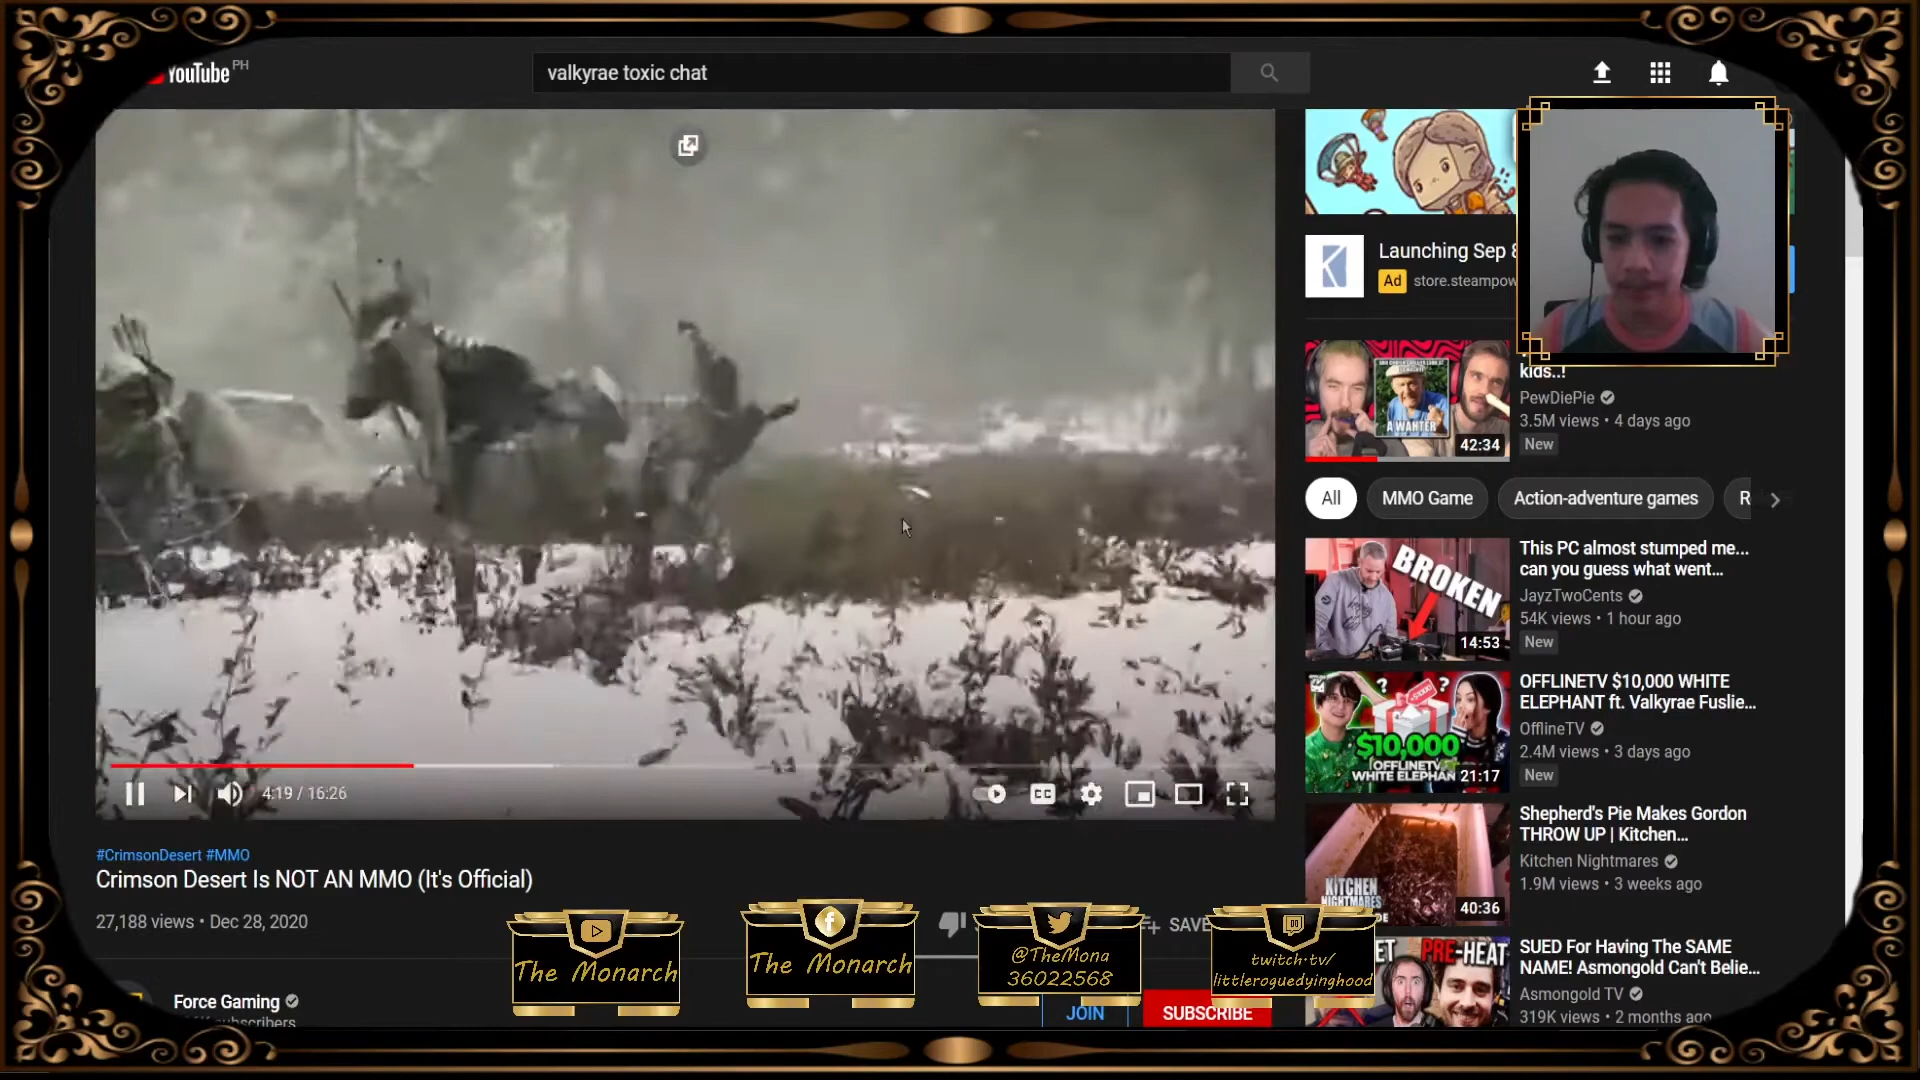 YouTube PH
valkyrae toxic chat
Launching Sep 8
Ad store.steampow
kids..!
PewDiePie
3.5M views • 4 days ago
New
A WANTER
42:34
All
MMO Game
Action-adventure games
R
BROKEN
14:53
This PC almost stumped me...
can you guess what went...
JayzTwoCents
54K views • 1 hour ago
New
$10,000
OFFLINETV
WHITE ELEPHAN
21:17
OFFLINETV $10,000 WHITE
ELEPHANT ft. Valkyrae Fuslie...
OfflineTV
2.4M views • 3 days ago
New
KITCHEN
NIGHTMARES
40:36
Shepherd's Pie Makes Gordon
THROW UP | Kitchen...
Kitchen Nightmares
1.9M views • 3 weeks ago
PRE-HEAT
SUED For Having The SAME
NAME! Asmongold Can't Belie...
Asmongold TV
319K views • 2 months ago
4:19 / 16:26
CC
#CrimsonDesert #MMO
Crimson Desert Is NOT AN MMO (It's Official)
27,188 views • Dec 28, 2020
SAVE
Force Gaming
subscribers
JOIN
SUBSCRIBE
The Monarch
The Monarch
@TheMona
36022568
twitch.tv/
littleroguedyinghood